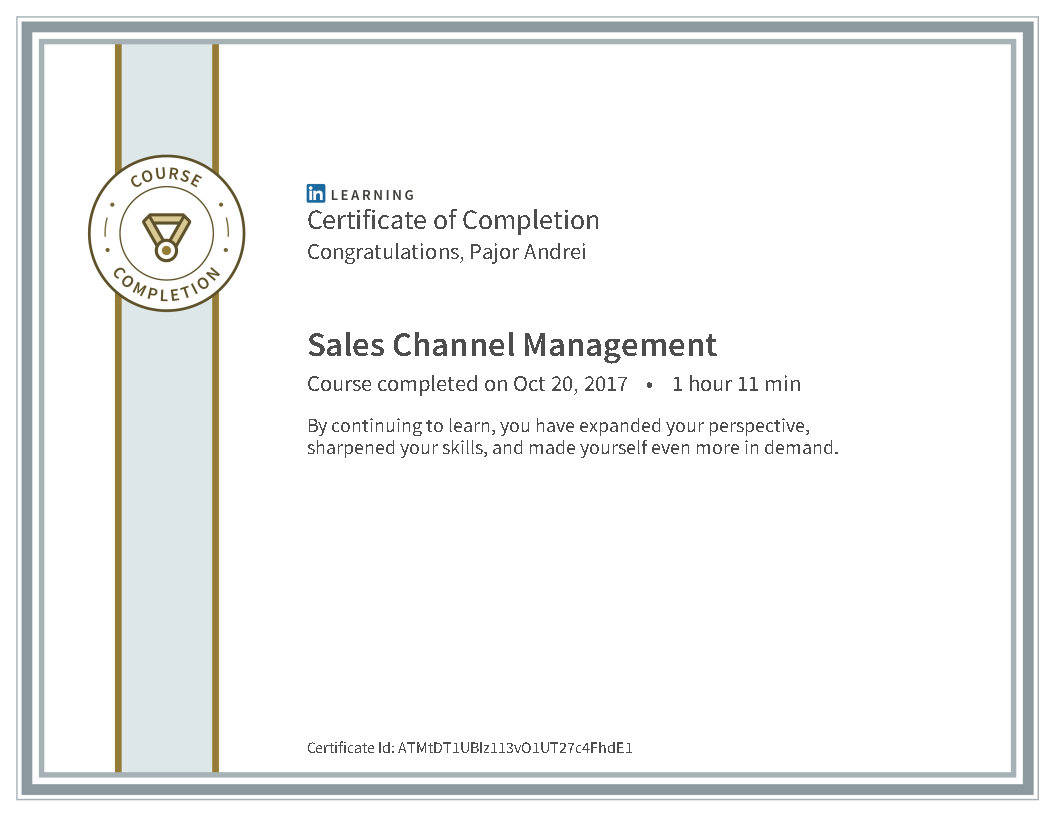 COURSE
COMPLETION
in LEARNING
Certificate of Completion
Congratulations, Pajor Andrei
Sales Channel Management
Course completed on Oct 20, 2017 • 1 hour 11 min
By continuing to learn, you have expanded your perspective,
sharpened your skills, and made yourself even more in demand.
Certificate Id: ATMtDT1UBlz113vO1UT27c4FhdE1